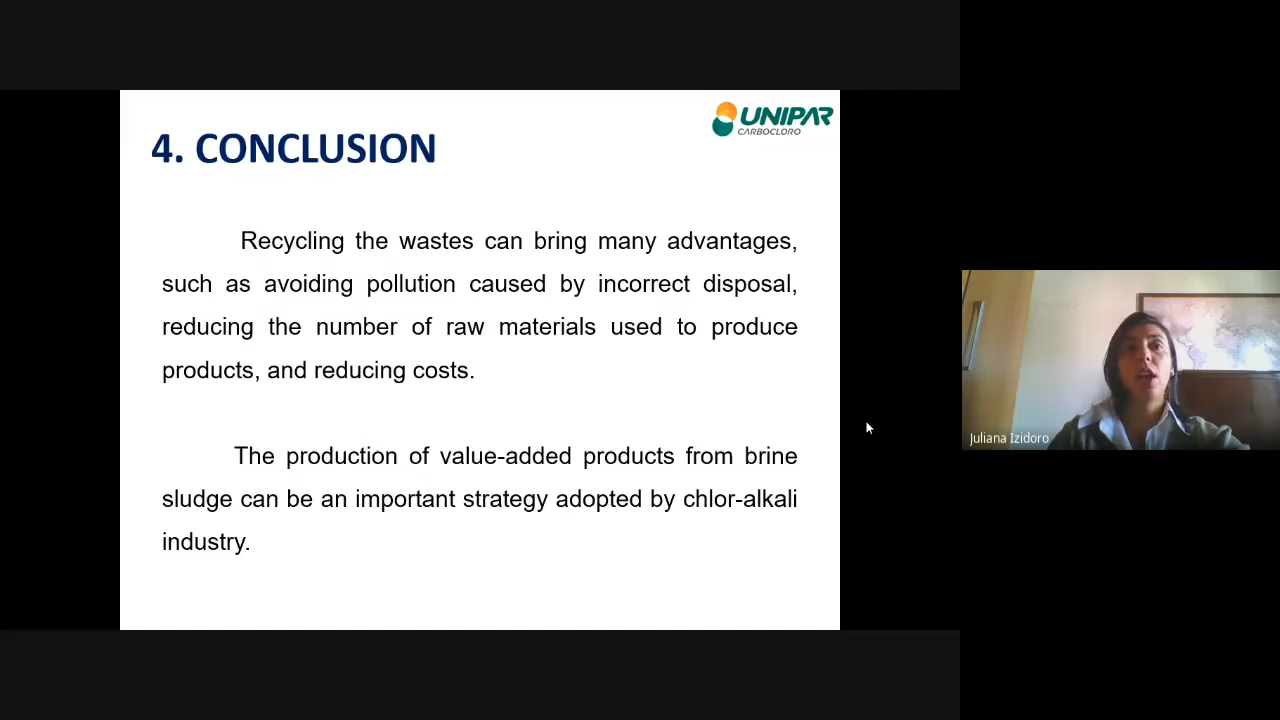 UNIPAR
CARBOCLORO
4. CONCLUSION
Recycling the wastes can bring many advantages,
such as avoiding pollution caused by incorrect disposal,
reducing the number of raw materials used to produce
products, and reducing costs.
The production of value-added products from brine
sludge can be an important strategy adopted by chlor-alkali
industry.
Juliana Izidoro